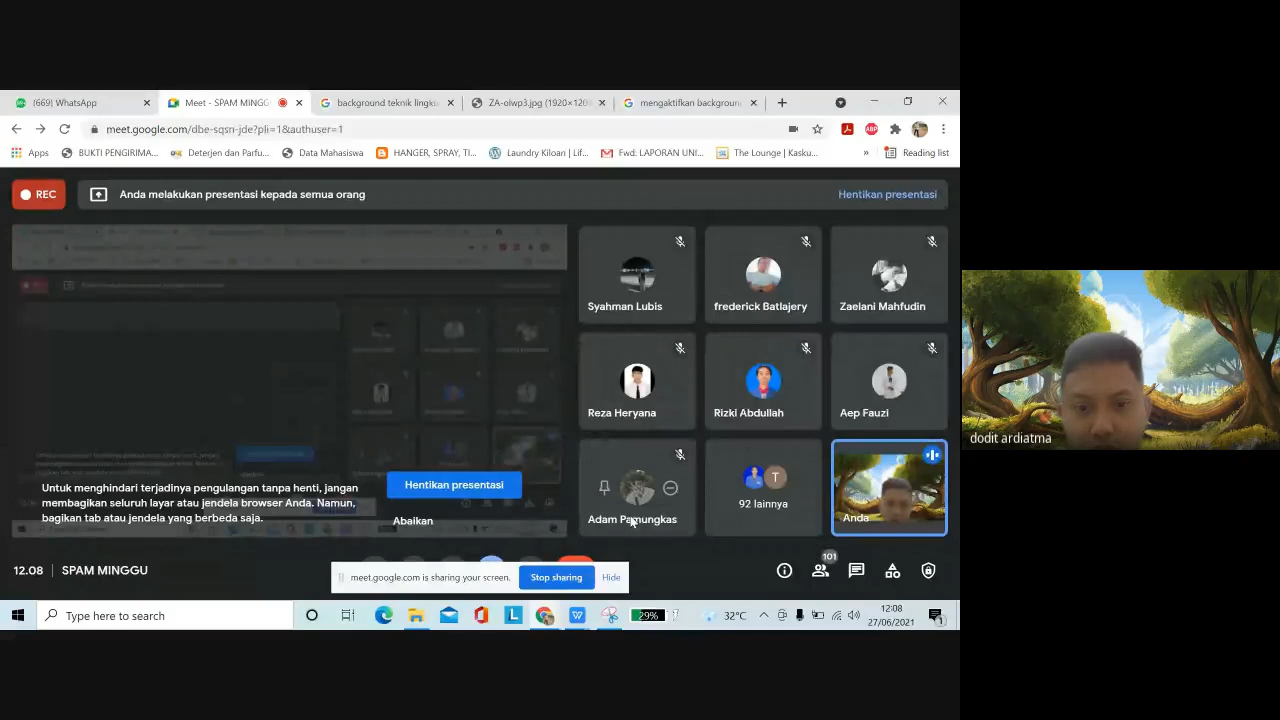 (669) WhatsApp
Meet - SPAM MINGGU
background teknik lingku
ZA-olwp3.jpg (1920×120
mengaktifkan backgroun
meet.google.com/dbe-sqsn-jde?pli=1&authuser=1
ABP
Apps
BUKTI PENGIRIMA...
Deterjen dan Parfu...
Data Mahasiswa
HANGER, SPRAY, TI...
Laundry Kiloan | Lif...
Fwd: LAPORAN UNI...
The Lounge | Kasku...
»
Reading list
REC
Anda melakukan presentasi kepada semua orang
Hentikan presentasi
Syahman Lubis
frederick Batlajery
Zaelani Mahfudin
Reza Heryana
Rizki Abdullah
Aep Fauzi
Untuk menghindari terjadinya pengulangan tanpa henti, jangan
membagikan seluruh layar atau jendela browser Anda. Namun,
bagikan tab atau jendela yang berbeda saja.
Hentikan presentasi
Abaikan
Adam Pamungkas
T
92 lainnya
Anda
dodit ardiatma
12.08 | SPAM MINGGU
meet.google.com is sharing your screen.
Stop sharing
Hide
101
Type here to search
29%
32°C
12:08
27/06/2021
1